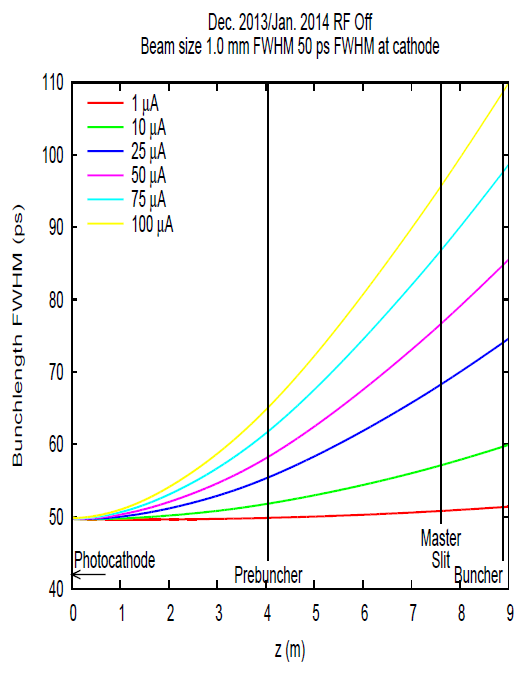 Dec. 2013/Jan. 2014 RF Off
Beam size 1.0 mm FWHM 50 ps FWHM at cathode
Bunchlength FWHM (ps)
110
100
90
80
70
60
50
40
1 μA
10 μA
25 μA
50 μA
75 μA
100 μA
Photocathode
Prebuncher
Master
Slit
Buncher
0 1 2 3 4 5 6 7 8 9
z (m)